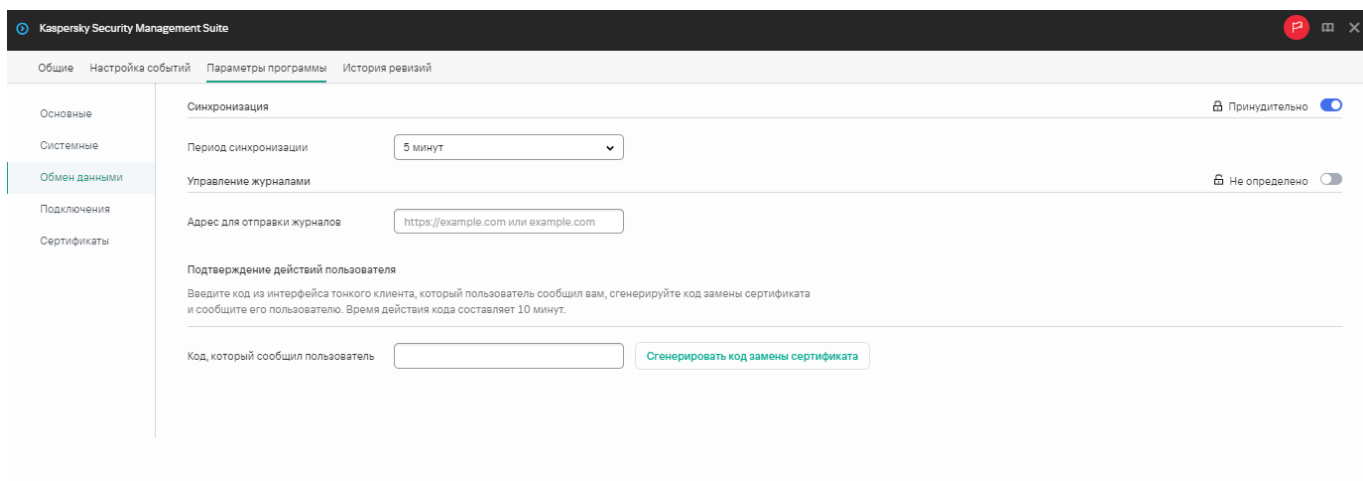 Kaspersky Security Management Suite
Общие Настройка событий Параметры программы История ревизий
Основные
Системные
Обмен данными
Подключения
Сертификаты
Синхронизация Принудительно
Период синхронизации 5 минут
Управление журналами Не определено
Адрес для отправки журналов https://example.com или example.com
Подтверждение действий пользователя
Введите код из интерфейса тонкого клиента, который пользователь сообщил вам, сгенерируйте код замены сертификата
и сообщите его пользователю. Время действия кода составляет 10 минут.
Код, который сообщил пользователь Сгенерировать код замены сертификата